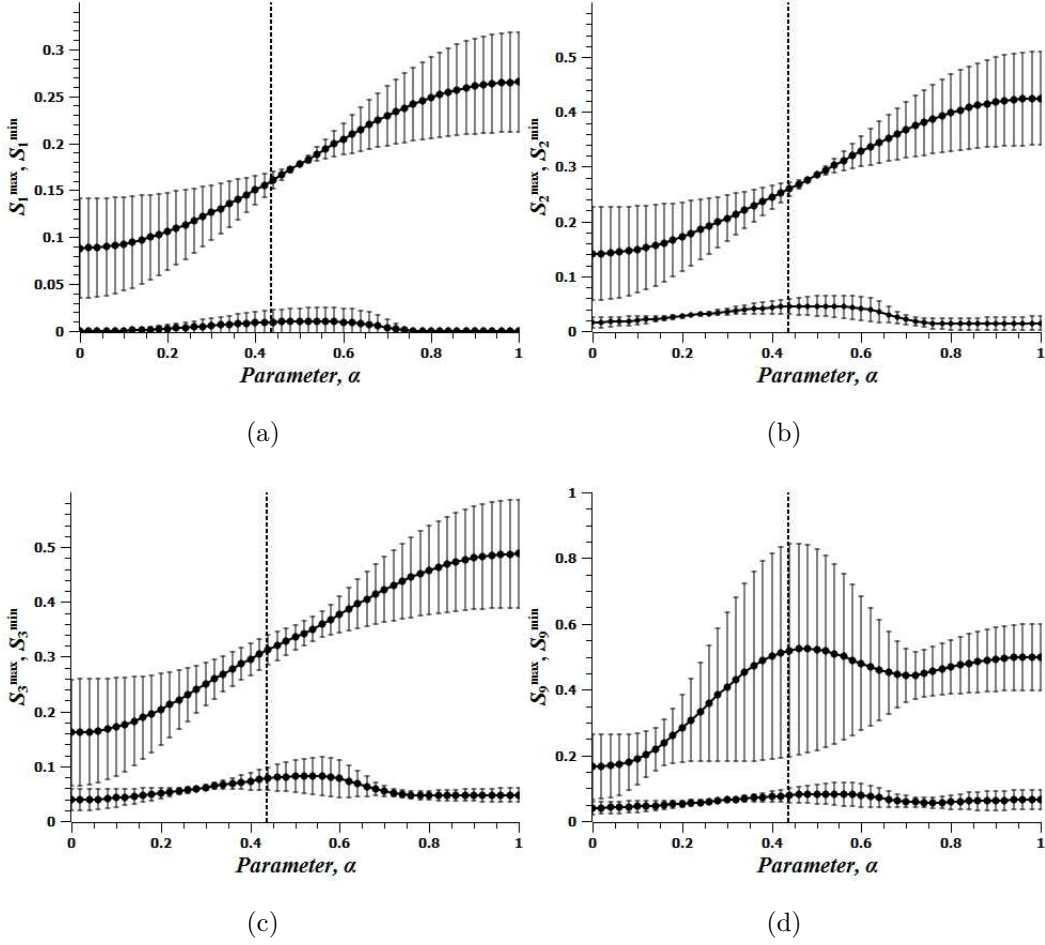 S₁ᵐᵃˣ, S₁ᵐⁱⁿ
0.3
0.25
0.2
0.15
0.1
0.05
0
0 0.2 0.4 0.6 0.8 1
Parameter, α
(a)
S₂ᵐᵃˣ, S₂ᵐⁱⁿ
0.5
0.4
0.3
0.2
0.1
0
0 0.2 0.4 0.6 0.8 1
Parameter, α
(b)
S₃ᵐᵃˣ, S₃ᵐⁱⁿ
0.5
0.4
0.3
0.2
0.1
0
0 0.2 0.4 0.6 0.8 1
Parameter, α
(c)
S₉ᵐᵃˣ, S₉ᵐⁱⁿ
1
0.8
0.6
0.4
0.2
0
0 0.2 0.4 0.6 0.8 1
Parameter, α
(d)